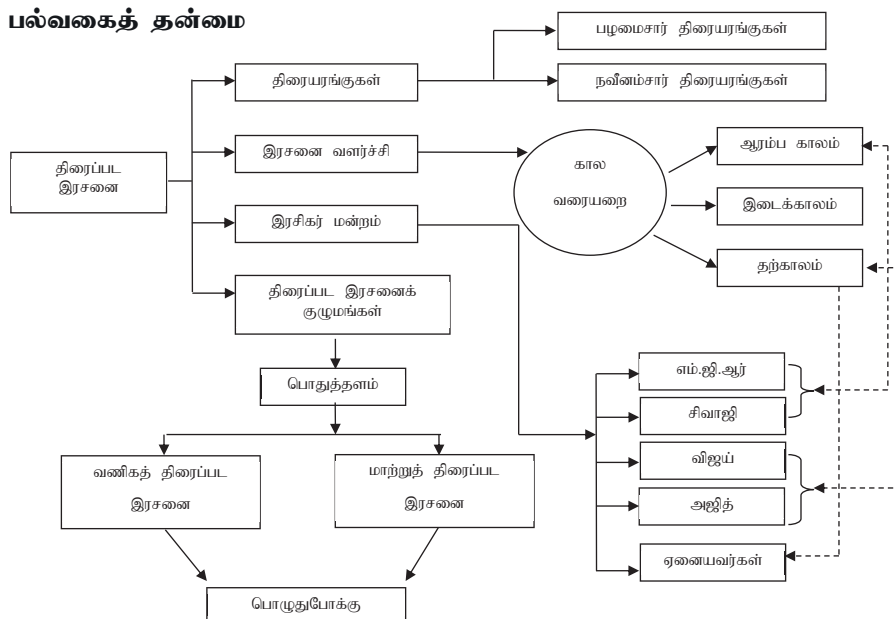 பல்வகைத் தன்மை
பழமைசார் திரையரங்குகள்
திரையரங்குகள்
நவீனம்சார் திரையரங்குகள்
ஆரம்ப காலம்
இரசனை வளர்ச்சி
கால
வரையறை
திரைப்பட
இரசனை
இடைக்காலம்
இரசிகர் மன்றம்
தற்காலம்
திரைப்பட இரசனைக்
குழுமங்கள்
எம்.ஜி.ஆர்
பொதுத்தளம்
சிவாஜி
விஜய்
வணிகத் திரைப்பட
இரசனை
மாற்றுத் திரைப்பட
இரசனை
அஜித்
ஏனையவர்கள்
பொழுதுபோக்கு